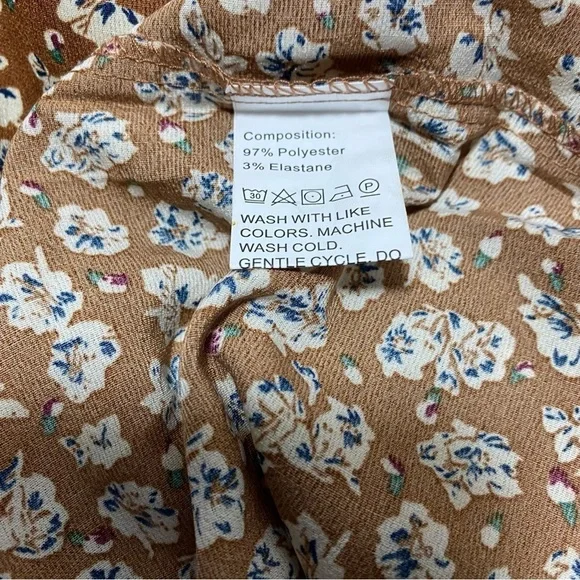 Composition:
97% Polyester
3% Elastane
30 P
WASH WITH LIKE
COLORS. MACHINE
WASH COLD.
GENTLE CYCLE. DO